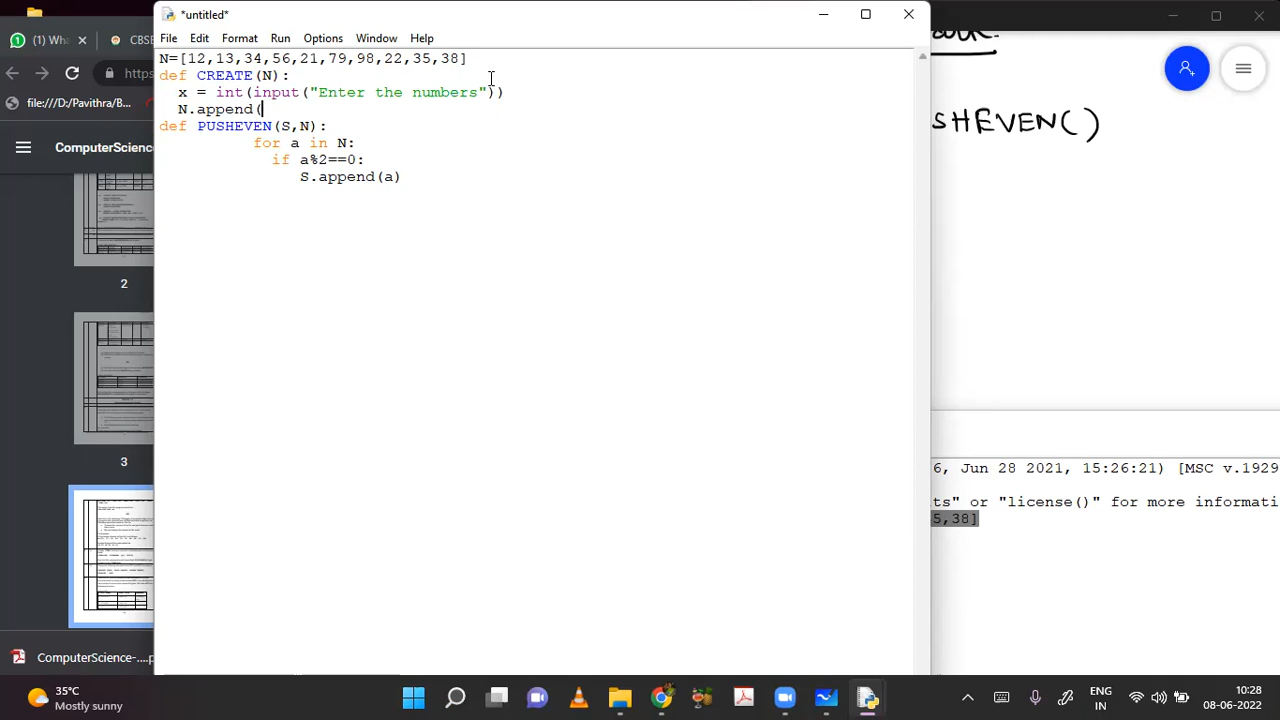 *untitled*
File Edit Format Run Options Window Help
(1) Wha
CBSE
https
file:///D:/Pavithra/B...
ComputerScience
2
3
N=[12,13,34,56,21,79,98,22,35,38]
def CREATE(N):
x = int(input("Enter the numbers"))
N.append(
def PUSHEVEN(S,N):
for a in N:
if a%2==0:
S.append(a)
SHEVEN()
6, Jun 28 2021, 15:26:21) [MSC v.1929
ts" or "license()" for more informati
5,38]
ComputerScience-....p
35°C
Mostly sunny
ENG
IN
10:28
08-06-2022